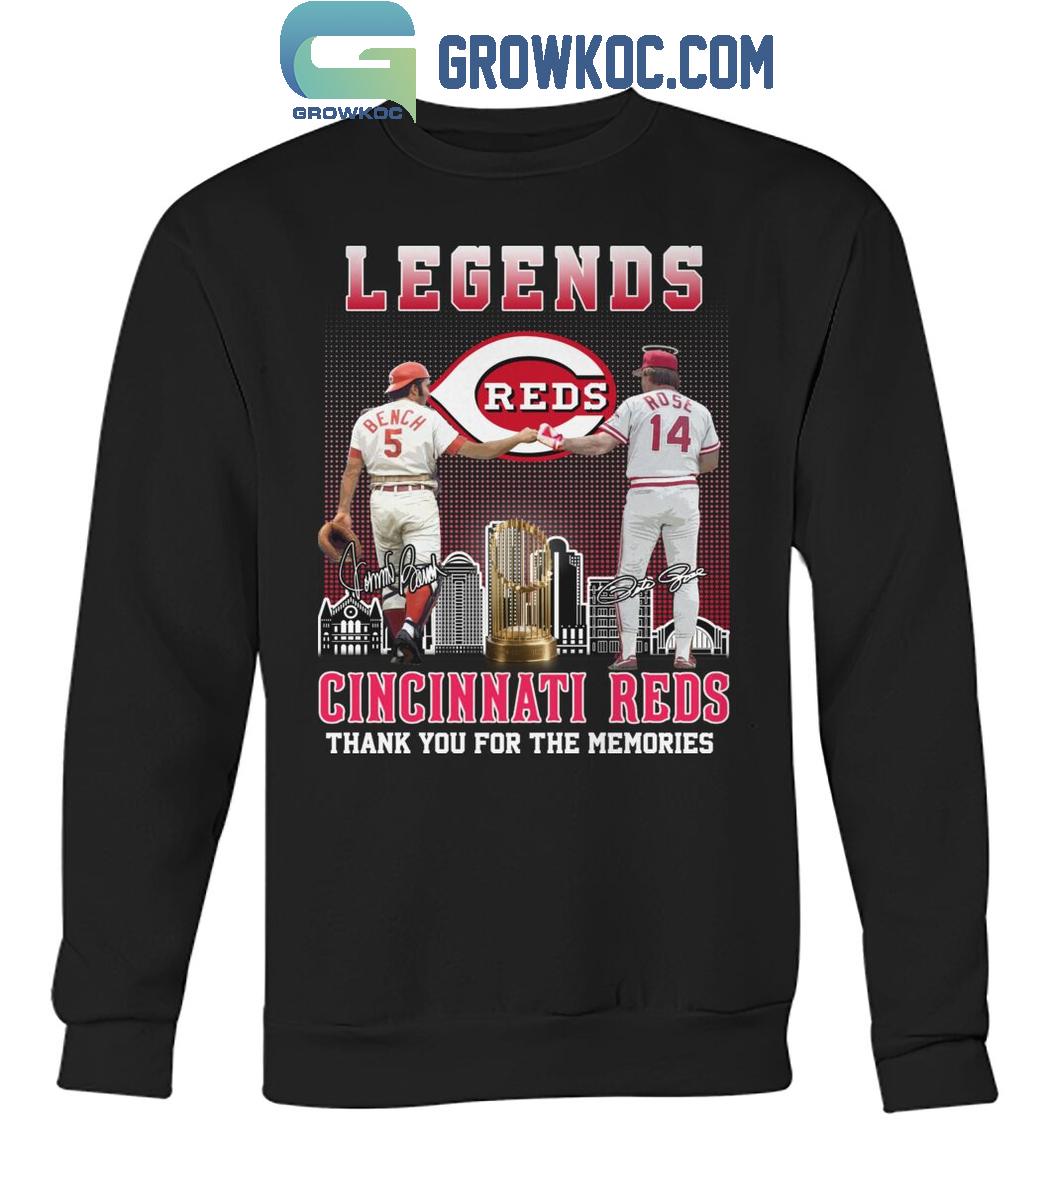 GROWKOC
GROWKOC.COM
LEGENDS
REDS
BENCH
5
ROSE
14
CINCINNATI REDS
THANK YOU FOR THE MEMORIES